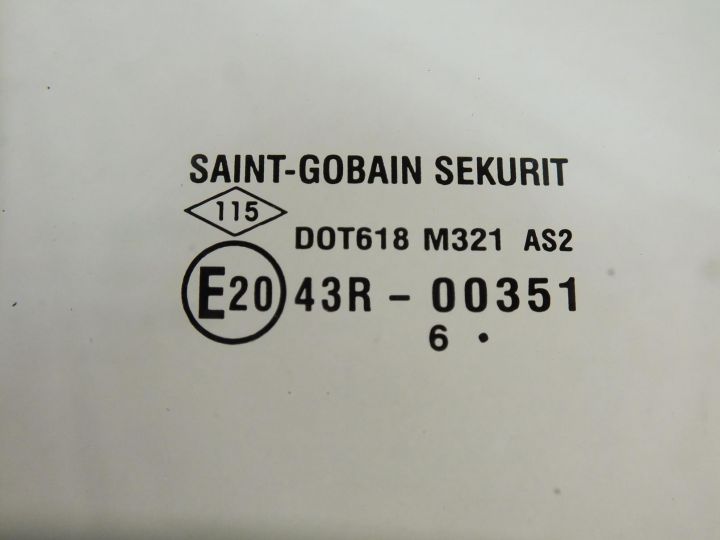 SAINT-GOBAIN SEKURIT
115
DOT618 M321 AS2
E20 43R - 00351
6 •